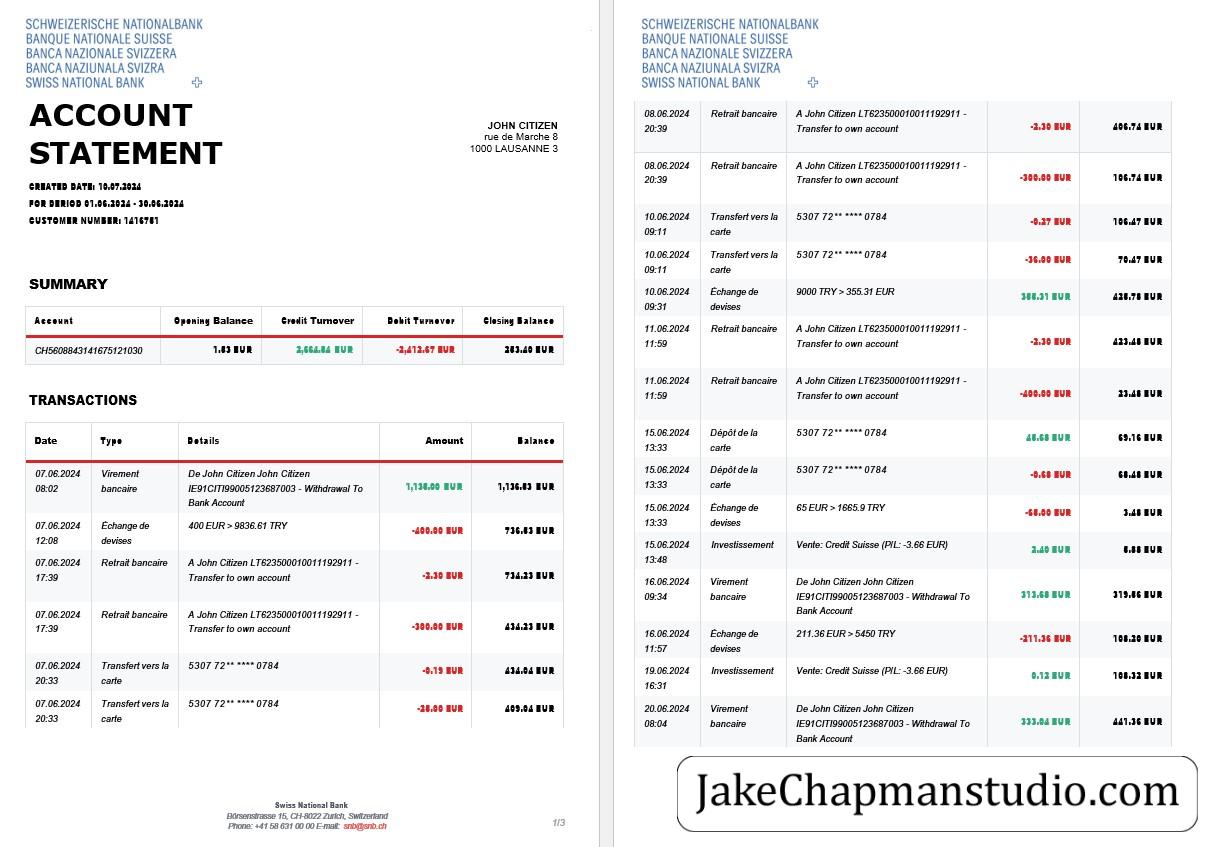 SCHWEIZERISCHE NATIONALBANK
BANQUE NATIONALE SUISSE
BANCA NAZIONALE SVIZZERA
BANCA NAZIUNALA SVIZRA
SWISS NATIONAL BANK
ACCOUNT
STATEMENT
JOHN CITIZEN
rue de Marche 8
1000 LAUSANNE 3
CREATED DATE: 10.07.2024
FOR DERIOD 01.06.2024 - 30.06.2024
CUSTOMER NUMBER: 1416751
SUMMARY
Account Opening Balance Credit Turnover Debit Turnover Closing Balance
CH5608843141675121030 1.53 EUR 2,664.54 EUR -2,412.67 EUR 253.40 EUR
TRANSACTIONS
Date Type Details Amount Balance
07.06.2024 Virement De John Citizen John Citizen
08:02 bancaire IE91CITI99005123687003 - Withdrawal To 1,135.00 EUR 1,136.53 EUR
Bank Account
07.06.2024 Échange de 400 EUR > 9836.61 TRY -400.00 EUR 736.53 EUR
12:08 devises
07.06.2024 Retrait bancaire A John Citizen LT623500010011192911 -
17:39 Transfer to own account -2.30 EUR 734.23 EUR
07.06.2024 Retrait bancaire A John Citizen LT623500010011192911 -
17:39 Transfer to own account -300.00 EUR 434.23 EUR
07.06.2024 Transfert vers la 5307 72** **** 0784 -0.19 EUR 434.04 EUR
20:33 carte
07.06.2024 Transfert vers la 5307 72** **** 0784 -25.00 EUR 409.04 EUR
20:33 carte
Swiss National Bank
Börsenstrasse 15, CH-8022 Zurich, Switzerland
Phone: +41 58 631 00 00 E-mail: snb@snb.ch
1/3
SCHWEIZERISCHE NATIONALBANK
BANQUE NATIONALE SUISSE
BANCA NAZIONALE SVIZZERA
BANCA NAZIUNALA SVIZRA
SWISS NATIONAL BANK
08.06.2024 Retrait bancaire A John Citizen LT623500010011192911 -
20:39 Transfer to own account -2.30 EUR 406.74 EUR
08.06.2024 Retrait bancaire A John Citizen LT623500010011192911 -
20:39 Transfer to own account -300.00 EUR 106.74 EUR
10.06.2024 Transfert vers la 5307 72** **** 0784 -0.27 EUR 106.47 EUR
09:11 carte
10.06.2024 Transfert vers la 5307 72** **** 0784 -36.00 EUR 70.47 EUR
09:11 carte
10.06.2024 Échange de 9000 TRY > 355.31 EUR 355.31 EUR 425.78 EUR
09:31 devises
11.06.2024 Retrait bancaire A John Citizen LT623500010011192911 -
11:59 Transfer to own account -2.30 EUR 423.48 EUR
11.06.2024 Retrait bancaire A John Citizen LT623500010011192911 -
11:59 Transfer to own account -400.00 EUR 23.48 EUR
15.06.2024 Dépôt de la 5307 72** **** 0784 45.68 EUR 69.16 EUR
13:33 carte
15.06.2024 Dépôt de la 5307 72** **** 0784 -0.68 EUR 68.48 EUR
13:33 carte
15.06.2024 Échange de 65 EUR > 1665.9 TRY -65.00 EUR 3.48 EUR
13:33 devises
15.06.2024 Investissement Vente: Credit Suisse (P/L: -3.66 EUR) 2.40 EUR 5.88 EUR
13:48
16.06.2024 Virement De John Citizen John Citizen
09:34 bancaire IE91CITI99005123687003 - Withdrawal To 313.68 EUR 319.56 EUR
Bank Account
16.06.2024 Échange de 211.36 EUR > 5450 TRY -211.36 EUR 108.20 EUR
11:57 devises
19.06.2024 Investissement Vente: Credit Suisse (P/L: -3.66 EUR) 0.12 EUR 108.32 EUR
16:31
20.06.2024 Virement De John Citizen John Citizen
08:04 bancaire IE91CITI99005123687003 - Withdrawal To 333.04 EUR 441.36 EUR
Bank Account
JakeChapmanstudio.com